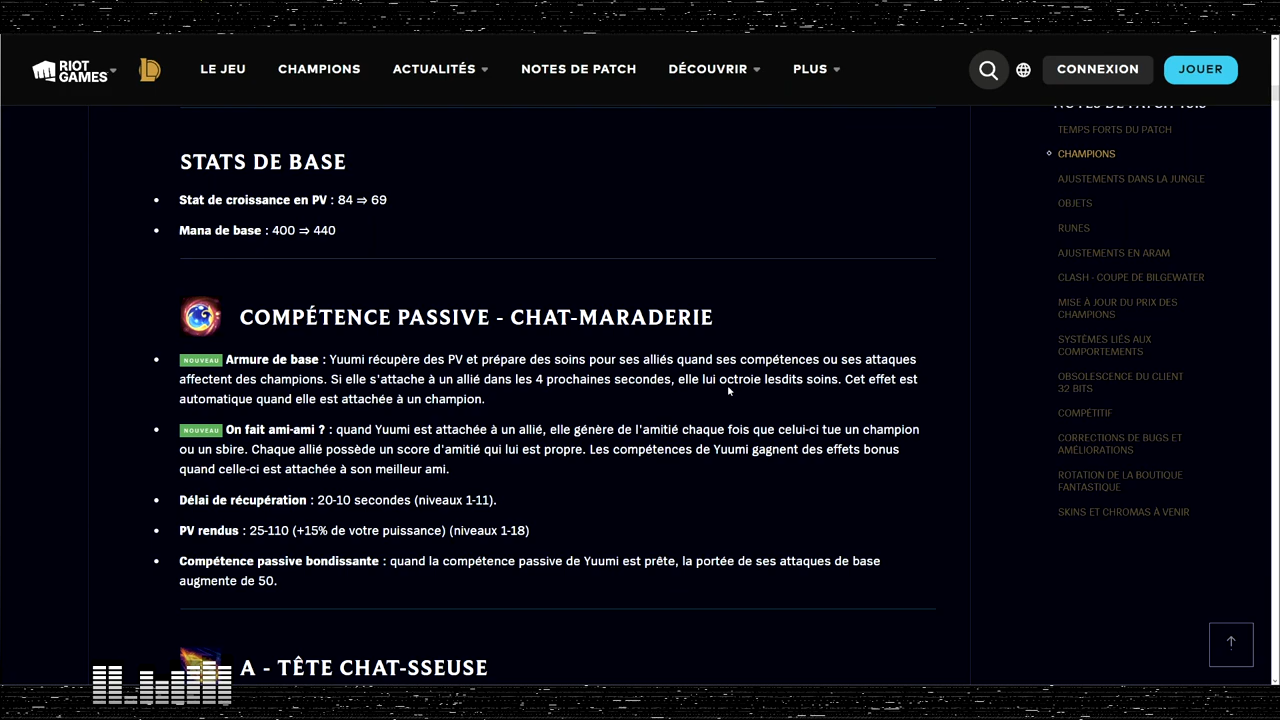 RIOT GAMES
LE JEU
CHAMPIONS
ACTUALITÉS
NOTES DE PATCH
DÉCOUVRIR
PLUS
CONNEXION
JOUER
TEMPS FORTS DU PATCH
CHAMPIONS
AJUSTEMENTS DANS LA JUNGLE
OBJETS
RUNES
AJUSTEMENTS EN ARAM
CLASH - COUPE DE BILGEWATER
MISE À JOUR DU PRIX DES
CHAMPIONS
SYSTÈMES LIÉS AUX
COMPORTEMENTS
OBSOLESCENCE DU CLIENT
32 BITS
COMPÉTITIF
CORRECTIONS DE BUGS ET
AMÉLIORATIONS
ROTATION DE LA BOUTIQUE
FANTASTIQUE
SKINS ET CHROMAS À VENIR
STATS DE BASE
• Stat de croissance en PV : 84 ⇒ 69
• Mana de base : 400 ⇒ 440
COMPÉTENCE PASSIVE - CHAT-MARADERIE
• NOUVEAU Armure de base : Yuumi récupère des PV et prépare des soins pour ses alliés quand ses compétences ou ses attaques
affectent des champions. Si elle s'attache à un allié dans les 4 prochaines secondes, elle lui octroie lesdits soins. Cet effet est
automatique quand elle est attachée à un champion.
• NOUVEAU On fait ami-ami ? : quand Yuumi est attachée à un allié, elle génère de l'amitié chaque fois que celui-ci tue un champion
ou un sbire. Chaque allié possède un score d'amitié qui lui est propre. Les compétences de Yuumi gagnent des effets bonus
quand celle-ci est attachée à son meilleur ami.
• Délai de récupération : 20-10 secondes (niveaux 1-11).
• PV rendus : 25-110 (+15% de votre puissance) (niveaux 1-18)
• Compétence passive bondissante : quand la compétence passive de Yuumi est prête, la portée de ses attaques de base
augmente de 50.
A - TÊTE CHAT-SSEUSE